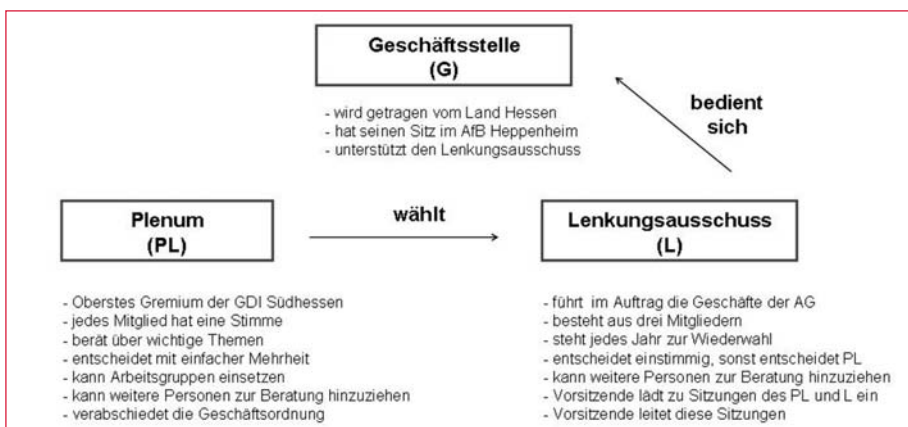 Geschäftsstelle
(G)
- wird getragen vom Land Hessen
- hat seinen Sitz im AfB Heppenheim
- unterstützt den Lenkungsausschuss
bedient
sich
Plenum
(PL)
wählt
Lenkungsausschuss
(L)
- Oberstes Gremium der GDI Südhessen
- jedes Mitglied hat eine Stimme
- berät über wichtige Themen
- entscheidet mit einfacher Mehrheit
- kann Arbeitsgruppen einsetzen
- kann weitere Personen zur Beratung hinzuziehen
- verabschiedet die Geschäftsordnung
- führt im Auftrag die Geschäfte der AG
- besteht aus drei Mitgliedern
- steht jedes Jahr zur Wiederwahl
- entscheidet einstimmig, sonst entscheidet PL
- kann weitere Personen zur Beratung hinzuziehen
- Vorsitzende lädt zu Sitzungen des PL und L ein
- Vorsitzende leitet diese Sitzungen